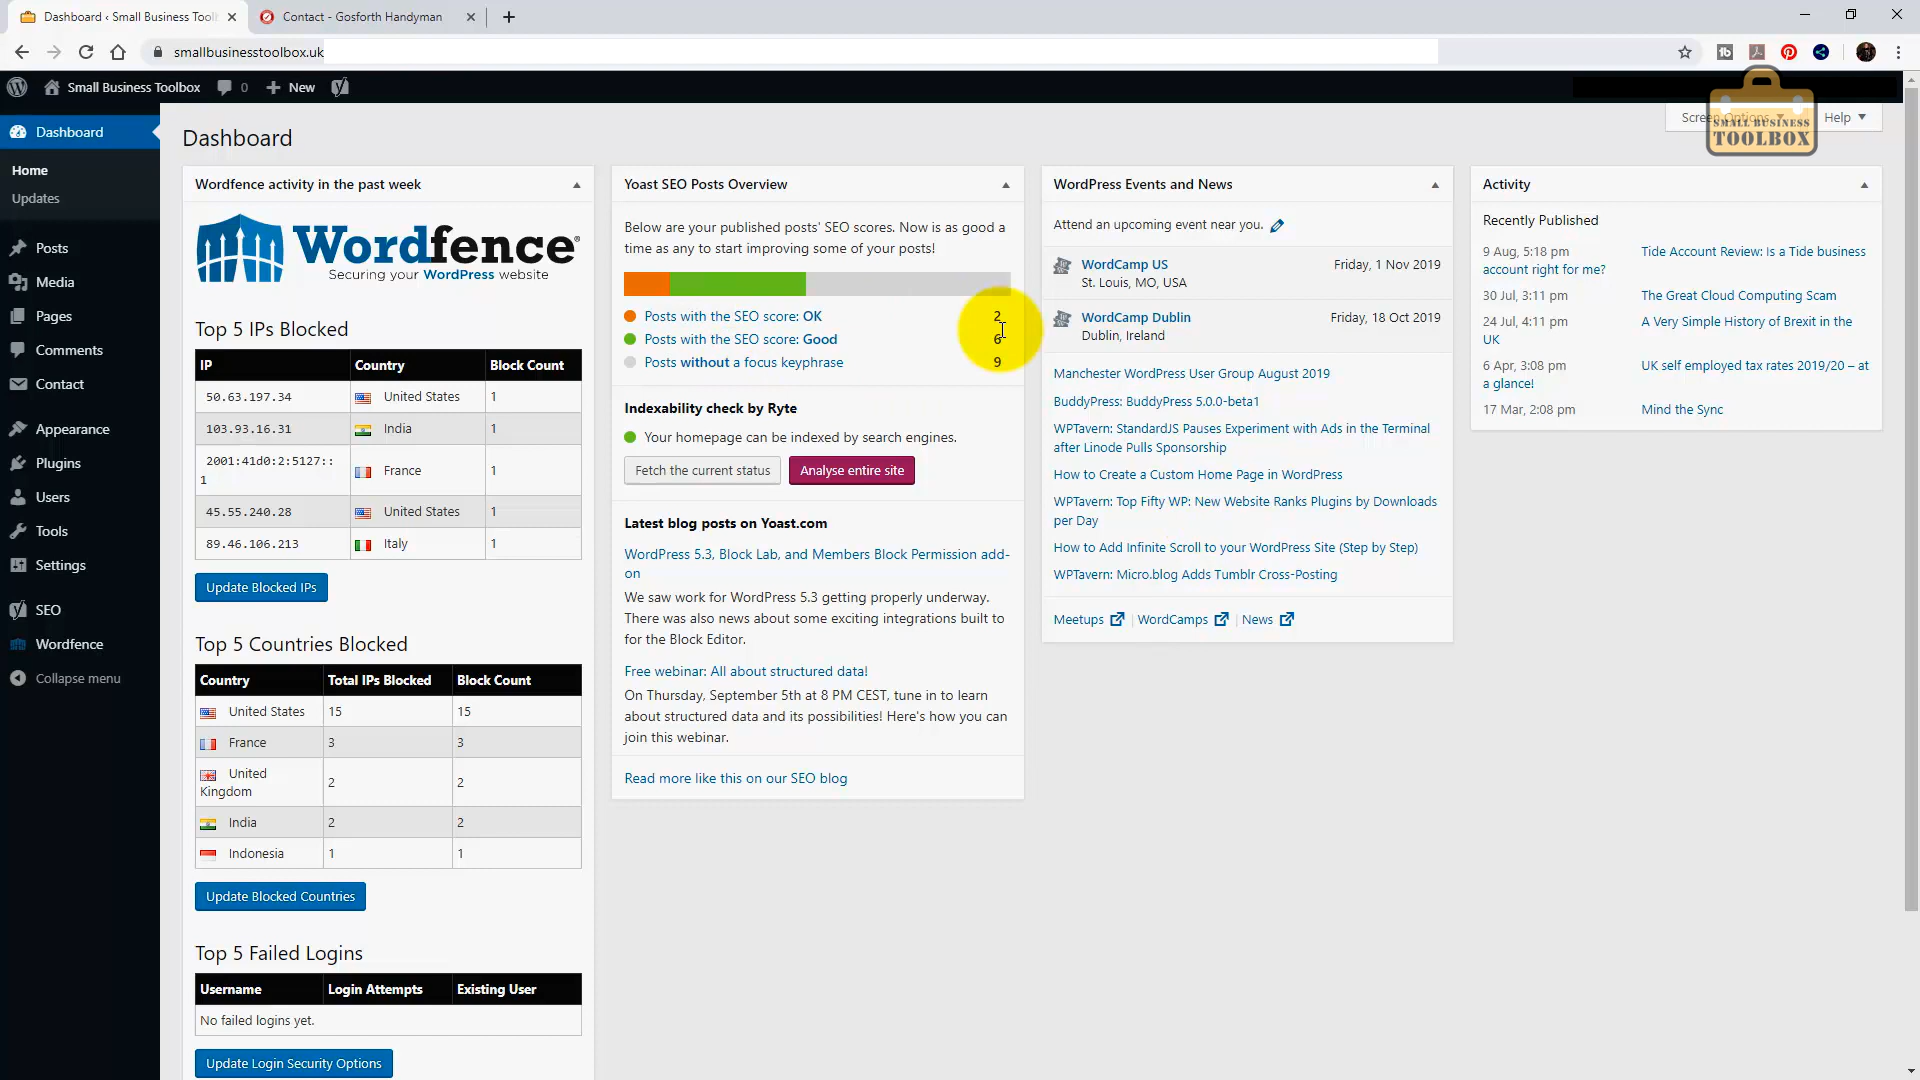 Dashboard ‹ Small Business Tool
Contact - Gosforth Handyman
smallbusinesstoolbox.uk
Small Business Toolbox
0
New
Dashboard
Home
Updates
Posts
Media
Pages
Comments
Contact
Appearance
Plugins
Users
Tools
Settings
SEO
Wordfence
Collapse menu
Dashboard
Screen Options
Help
SMALL BUSINESS
TOOLBOX
Wordfence activity in the past week
Wordfence®
Securing your WordPress website
Top 5 IPs Blocked
IP Country Block Count
50.63.197.34 United States 1
103.93.16.31 India 1
2001:41d0:2:5127::
1 France 1
45.55.240.28 United States 1
89.46.106.213 Italy 1
Update Blocked IPs
Top 5 Countries Blocked
Country Total IPs Blocked Block Count
United States 15 15
France 3 3
United
Kingdom 2 2
India 2 2
Indonesia 1 1
Update Blocked Countries
Top 5 Failed Logins
Username Login Attempts Existing User
No failed logins yet.
Update Login Security Options
Yoast SEO Posts Overview
Below are your published posts' SEO scores. Now is as good a
time as any to start improving some of your posts!
Posts with the SEO score: OK 2
Posts with the SEO score: Good 6
Posts without a focus keyphrase 9
Indexability check by Ryte
Your homepage can be indexed by search engines.
Fetch the current status
Analyse entire site
Latest blog posts on Yoast.com
WordPress 5.3, Block Lab, and Members Block Permission add-
on
We saw work for WordPress 5.3 getting properly underway.
There was also news about some exciting integrations built to
for the Block Editor.
Free webinar: All about structured data!
On Thursday, September 5th at 8 PM CEST, tune in to learn
about structured data and its possibilities! Here's how you can
join this webinar.
Read more like this on our SEO blog
WordPress Events and News
Attend an upcoming event near you.
WordCamp US Friday, 1 Nov 2019
St. Louis, MO, USA
WordCamp Dublin Friday, 18 Oct 2019
Dublin, Ireland
Manchester WordPress User Group August 2019
BuddyPress: BuddyPress 5.0.0-beta1
WPTavern: StandardJS Pauses Experiment with Ads in the Terminal
after Linode Pulls Sponsorship
How to Create a Custom Home Page in WordPress
WPTavern: Top Fifty WP: New Website Ranks Plugins by Downloads
per Day
How to Add Infinite Scroll to your WordPress Site (Step by Step)
WPTavern: Micro.blog Adds Tumblr Cross-Posting
Meetups | WordCamps | News
Activity
Recently Published
9 Aug, 5:18 pm Tide Account Review: Is a Tide business
account right for me?
30 Jul, 3:11 pm The Great Cloud Computing Scam
24 Jul, 4:11 pm A Very Simple History of Brexit in the
UK
6 Apr, 3:08 pm UK self employed tax rates 2019/20 – at
a glance!
17 Mar, 2:08 pm Mind the Sync